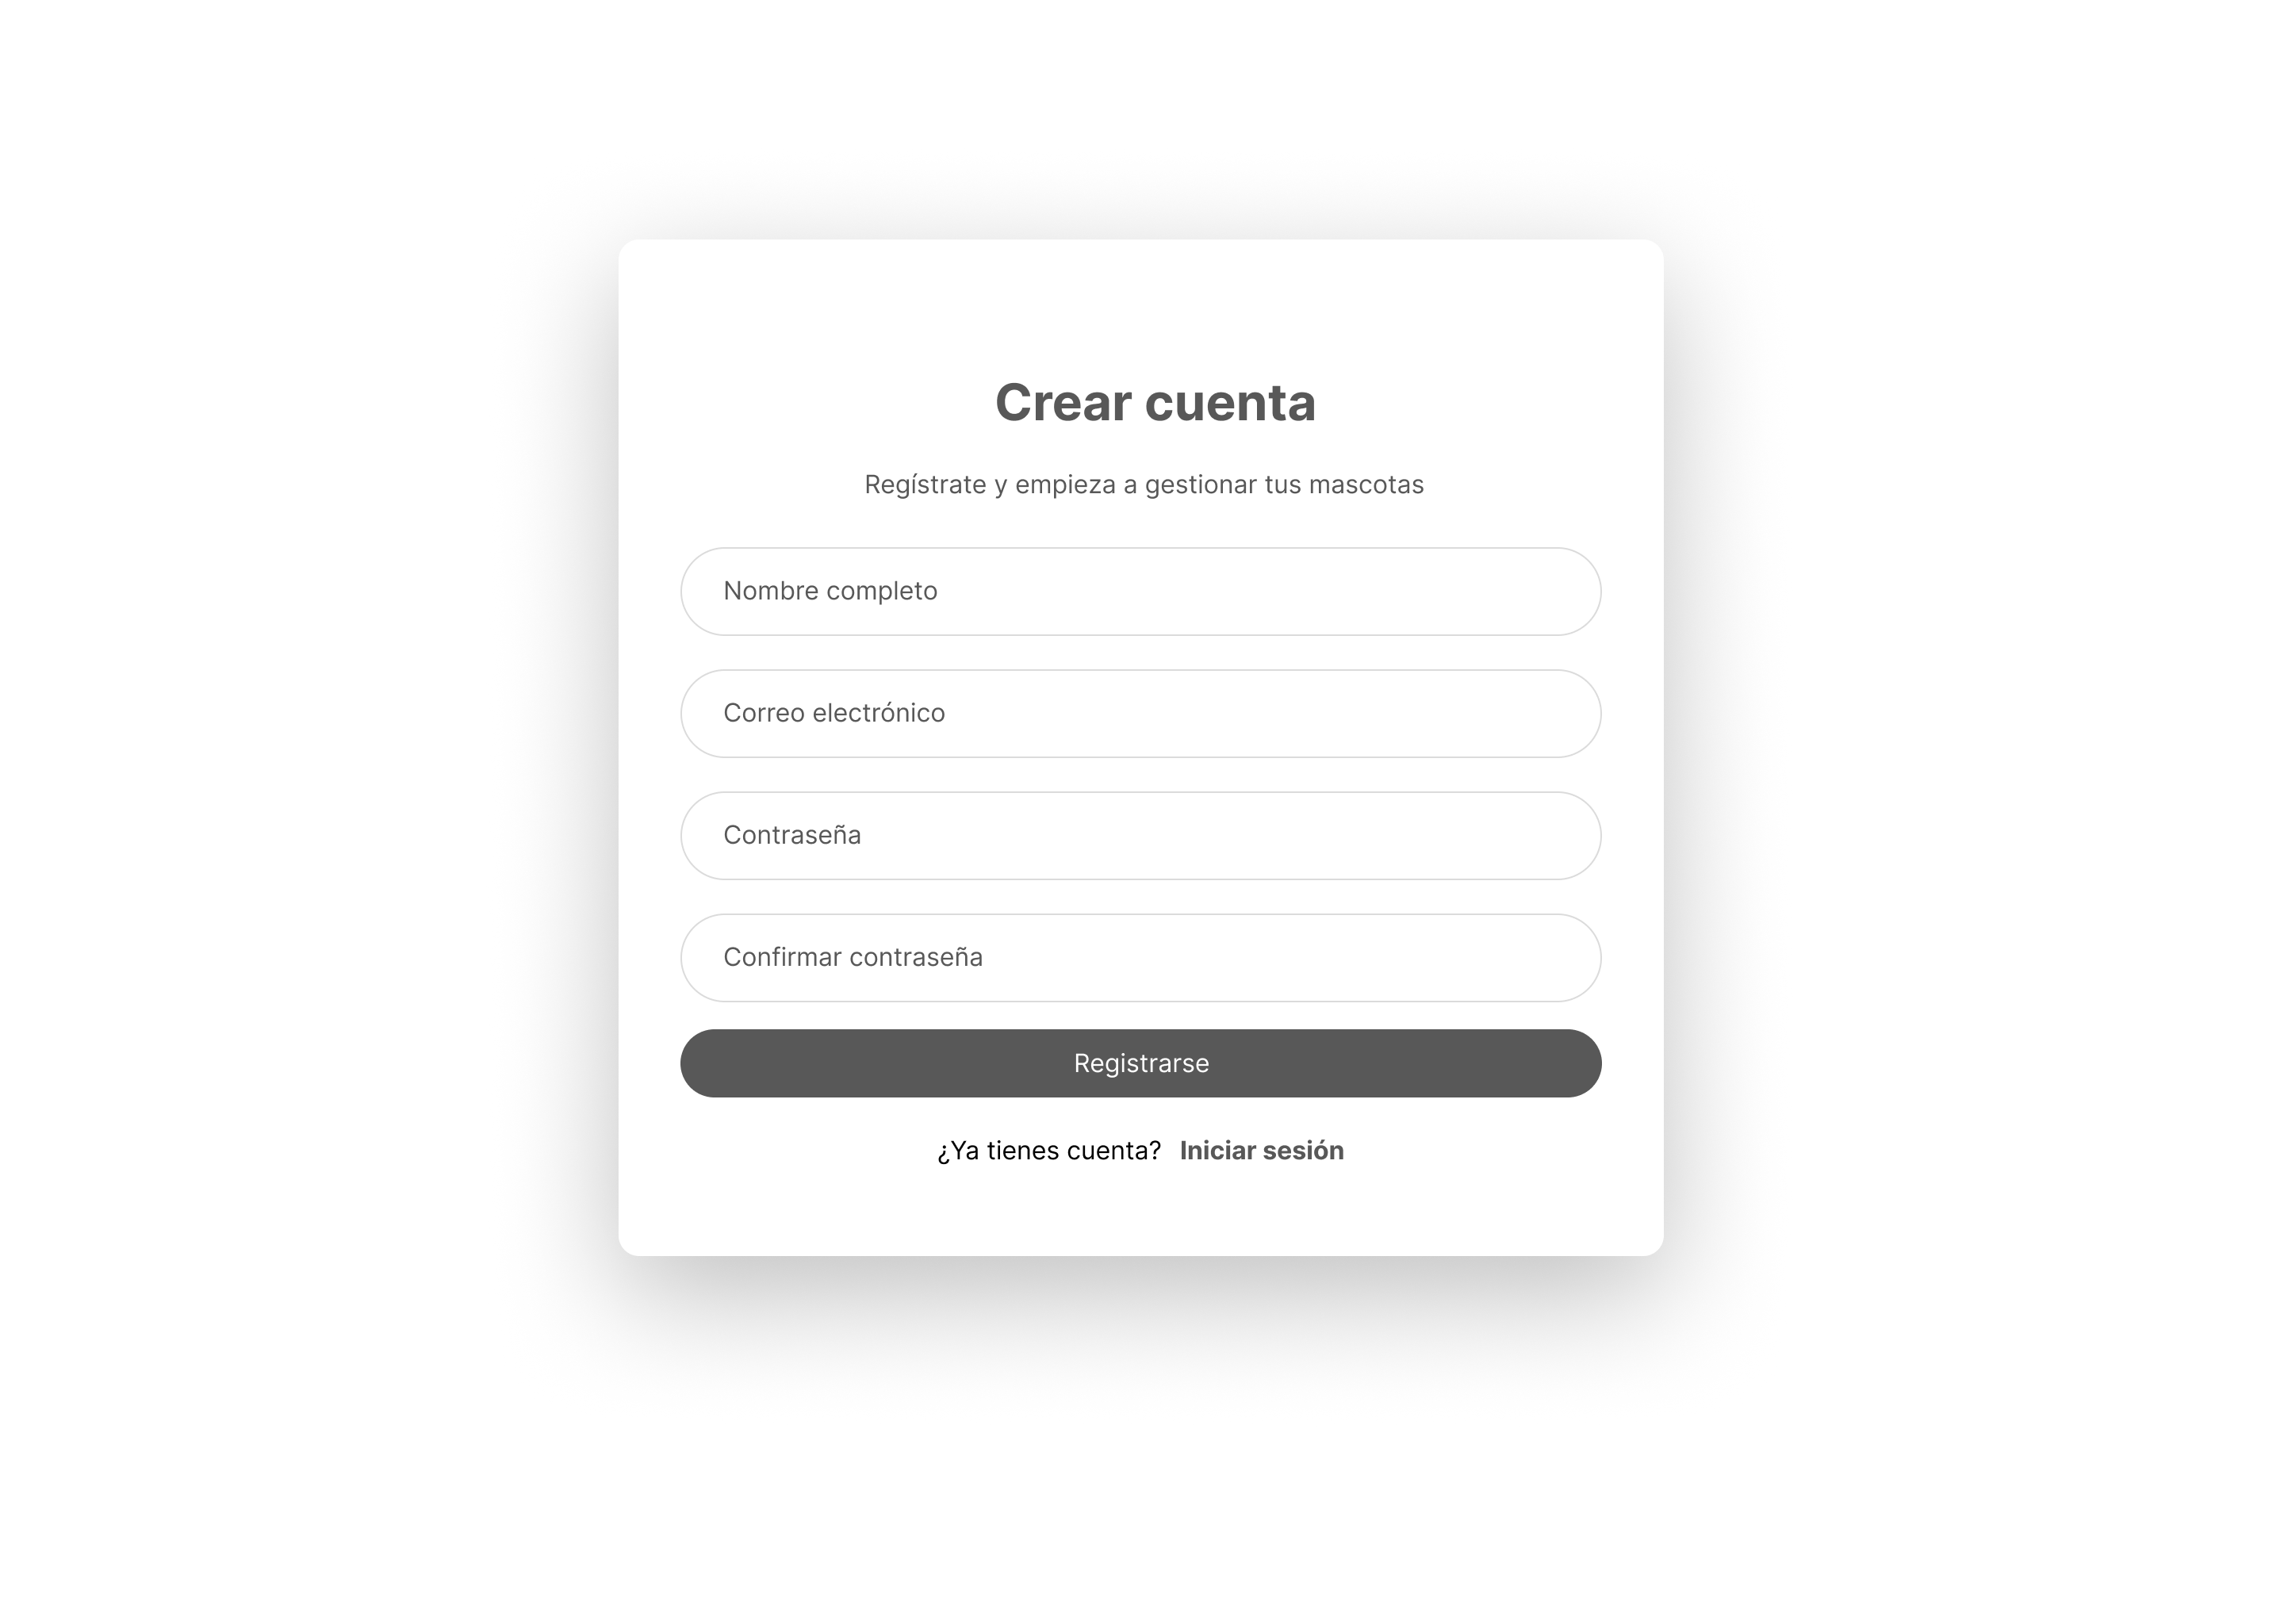 Crear cuenta
Regístrate y empieza a gestionar tus mascotas
Nombre completo
Correo electrónico
Contraseña
Confirmar contraseña
Registrarse
¿Ya tienes cuenta? Iniciar sesión